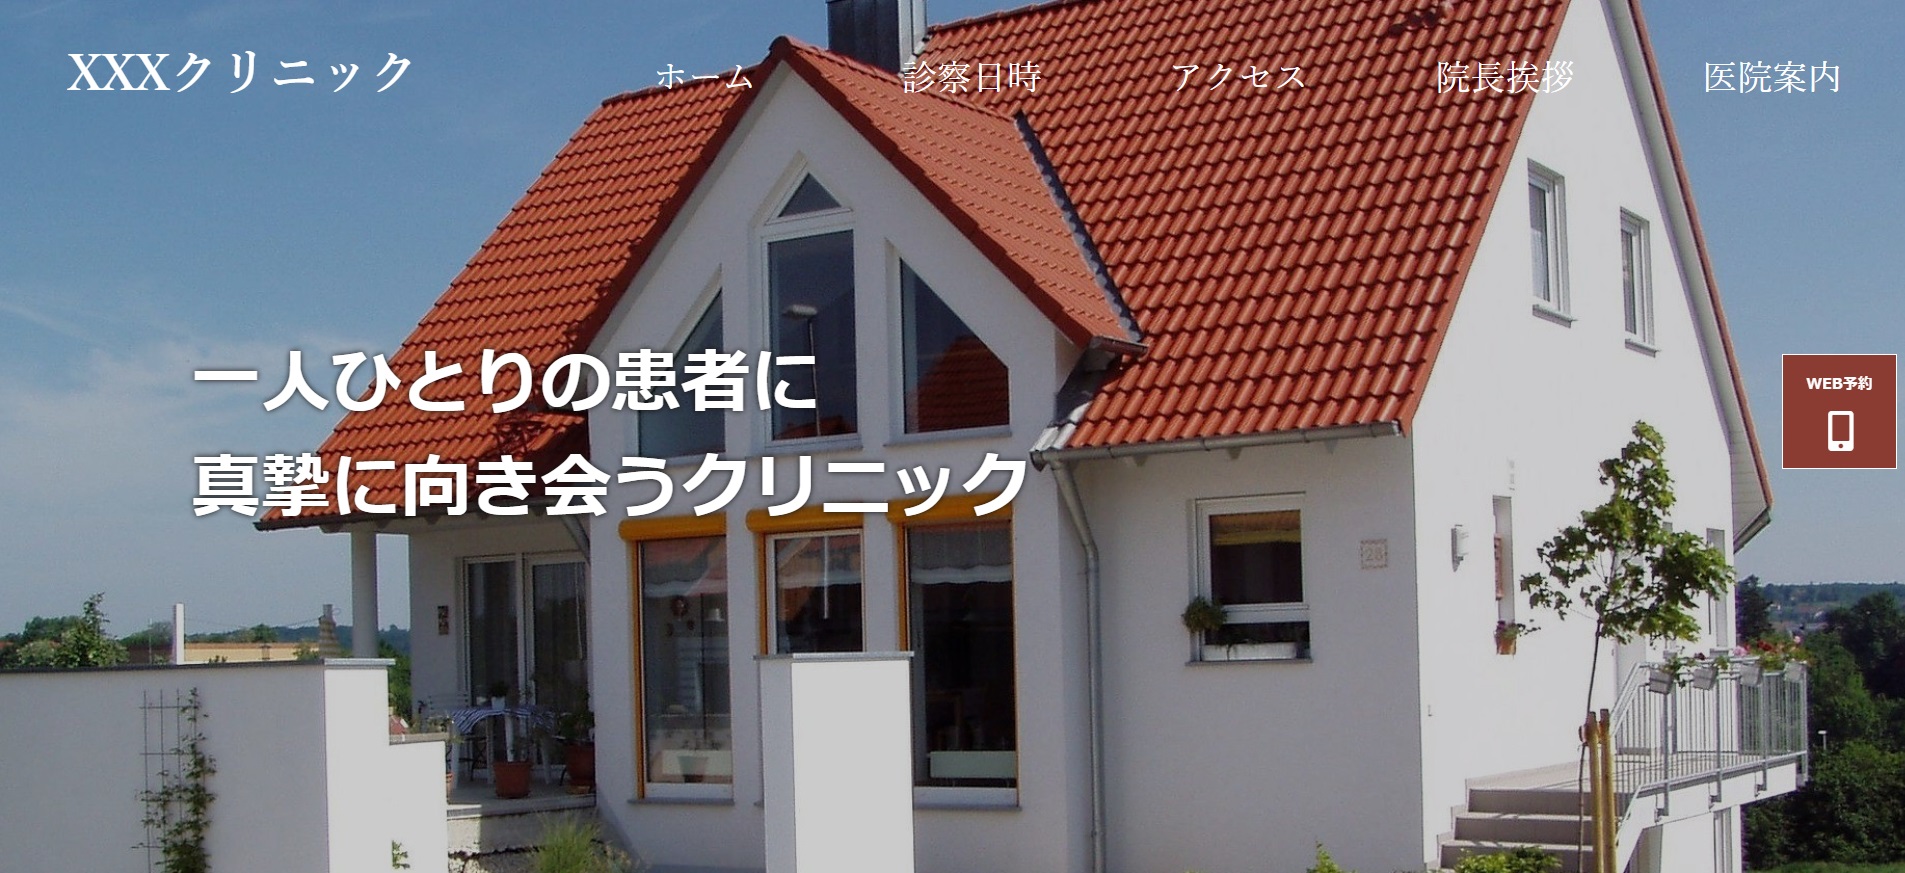 XXXクリニック
ホーム
診察日時
アクセス
院長挨拶
医院案内
一人ひとりの患者に
真摯に向き会うクリニック
WEB予約
28